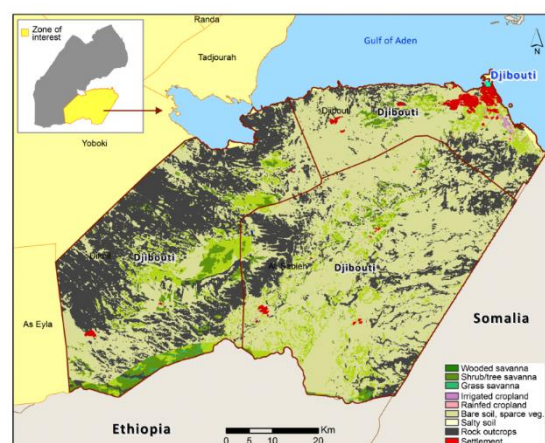 Zone of
interest
Randa
Tadjourah
Gulf of Aden
N
Djibouti
Yoboki
Djibouti
Djibouti
Djibouti
Djibouti
As Eyla
Somalia
Ethiopia
Km
0 5 10 20
Wooded savanna
Shrub/tree savanna
Grass savanna
Irrigated cropland
Rainfed cropland
Bare soil, sparce veg.
Salty soil
Rock outcrops
Settlement